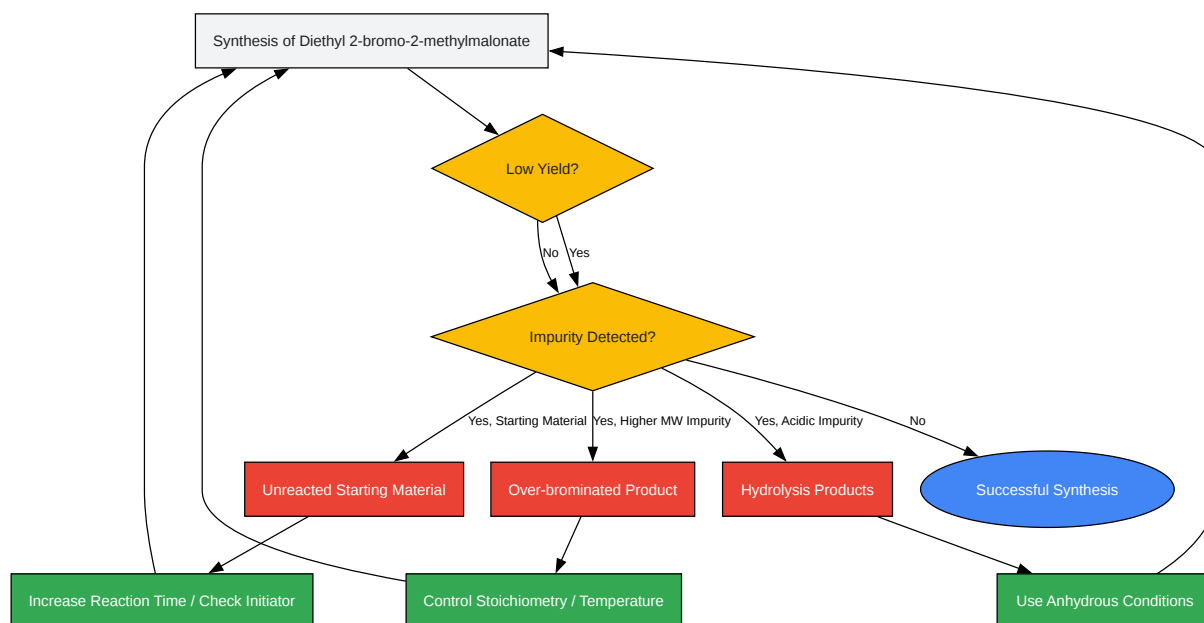 Synthesis of Diethyl 2-bromo-2-methylmalonate
Low Yield?
No
Yes
Impurity Detected?
Yes, Starting Material
Yes, Higher MW Impurity
Yes, Acidic Impurity
No
Unreacted Starting Material
Over-brominated Product
Hydrolysis Products
Successful Synthesis
Increase Reaction Time / Check Initiator
Control Stoichiometry / Temperature
Use Anhydrous Conditions